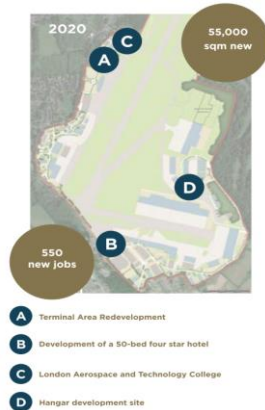 2020
55,000
sqm new
C
A
D
B
550
new jobs
A Terminal Area Redevelopment
B Development of a 50-bed four star hotel
C London Aerospace and Technology College
D Hangar development site